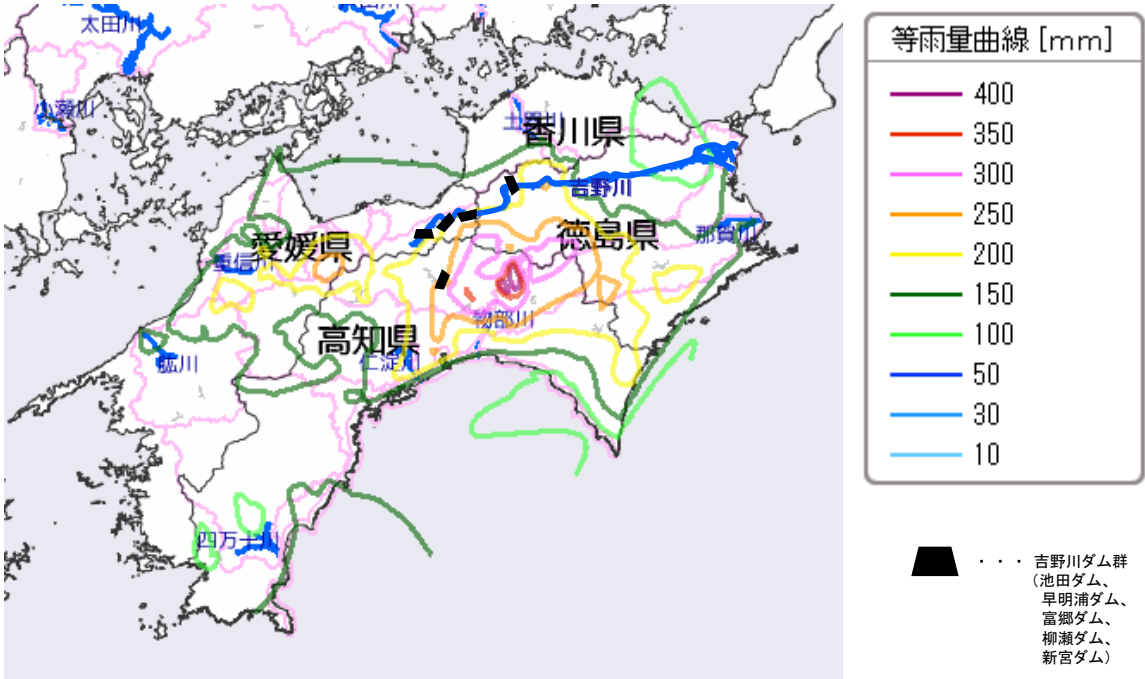 太田川
小瀬川
土器川
香川県
吉野川
徳島県
那賀川
愛媛県
重信川
物部川
高知県
仁淀川
肱川
四万十川
等雨量曲線 [mm]
400
350
300
250
200
150
100
50
30
10
・・・ 吉野川ダム群
(池田ダム、
早明浦ダム、
富郷ダム、
柳瀬ダム、
新宮ダム)